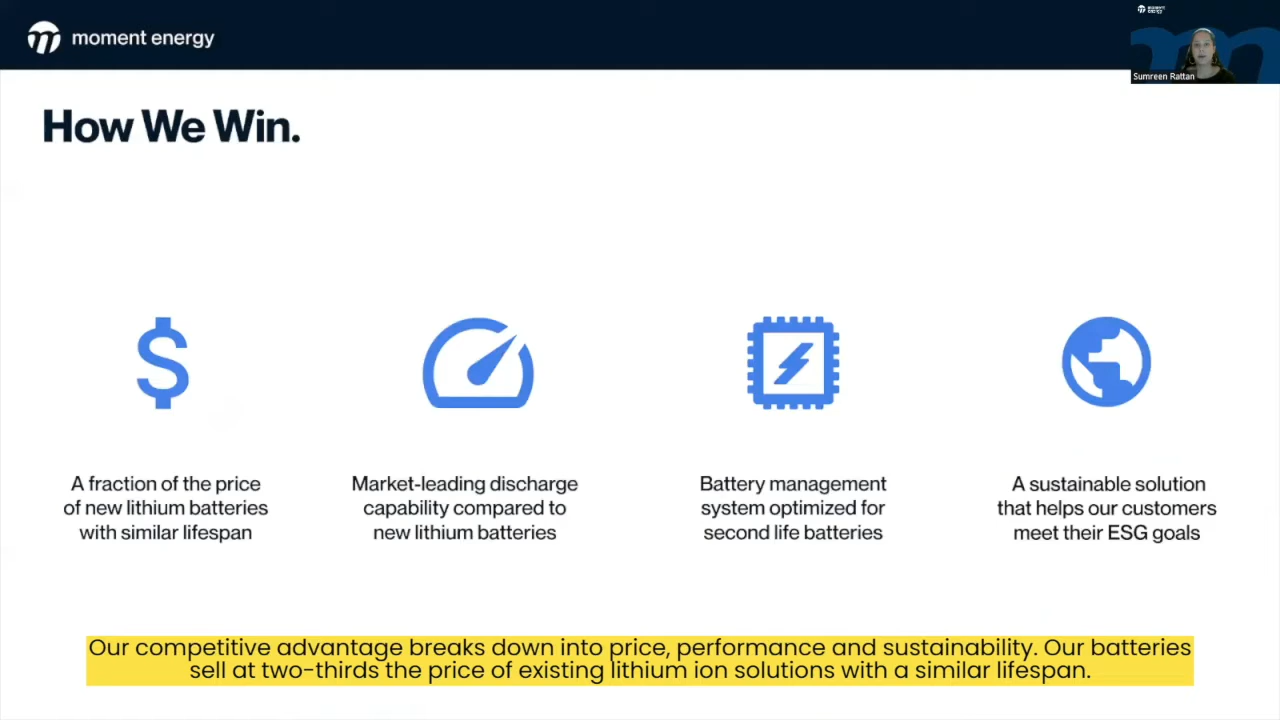 moment energy
moment
energy
Sumreen Rattan
How We Win.
A fraction of the price
of new lithium batteries
with similar lifespan
Market-leading discharge
capability compared to
new lithium batteries
Battery management
system optimized for
second life batteries
A sustainable solution
that helps our customers
meet their ESG goals
Our competitive advantage breaks down into price, performance and sustainability. Our batteries
sell at two-thirds the price of existing lithium ion solutions with a similar lifespan.